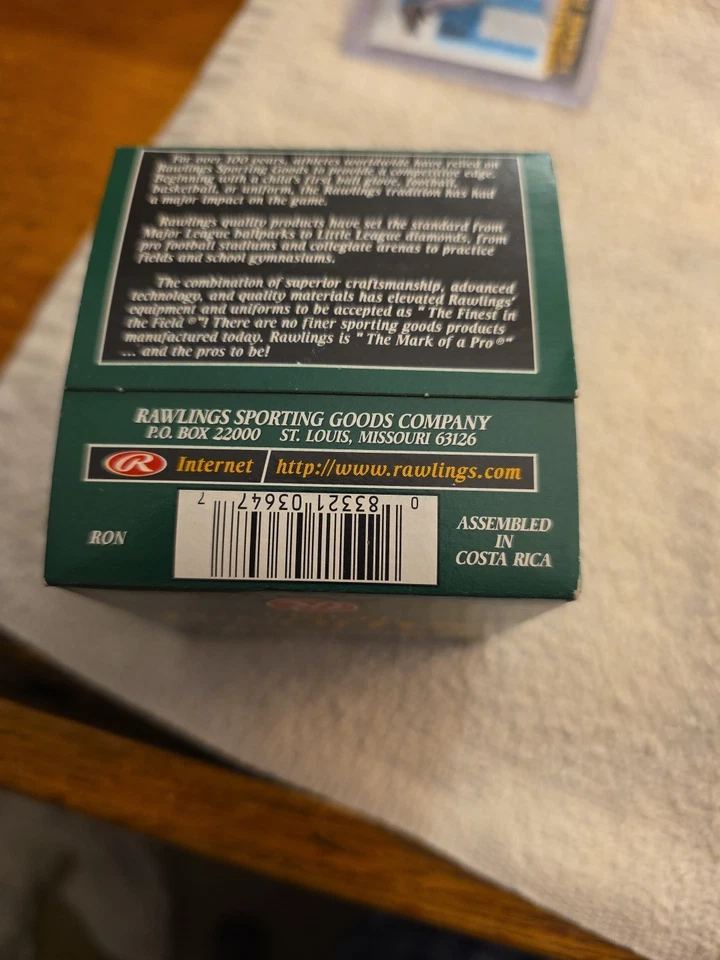 For over 100 years, athletes worldwide have relied on
Rawlings Sporting Goods to provide a competitive edge.
Beginning with a child's first ball glove, football,
basketball, or uniform, the Rawlings tradition has had
a major impact on the game.
Rawlings quality products have set the standard from
Major League ballparks to Little League diamonds, from
pro football stadiums and collegiate arenas to practice
fields and school gymnasiums.
The combination of superior craftsmanship, advanced
technology, and quality materials has elevated Rawlings'
equipment and uniforms to be accepted as " The Finest in
the Field ®"! There are no finer sporting goods products
manufactured today. Rawlings is " The Mark of a Pro ®"
... and the pros to be!
RAWLINGS SPORTING GOODS COMPANY
P.O. BOX 22000 ST. LOUIS, MISSOURI 63126
R Internet http://www.rawlings.com
0 83321 03647 7
RON
ASSEMBLED
IN
COSTA RICA